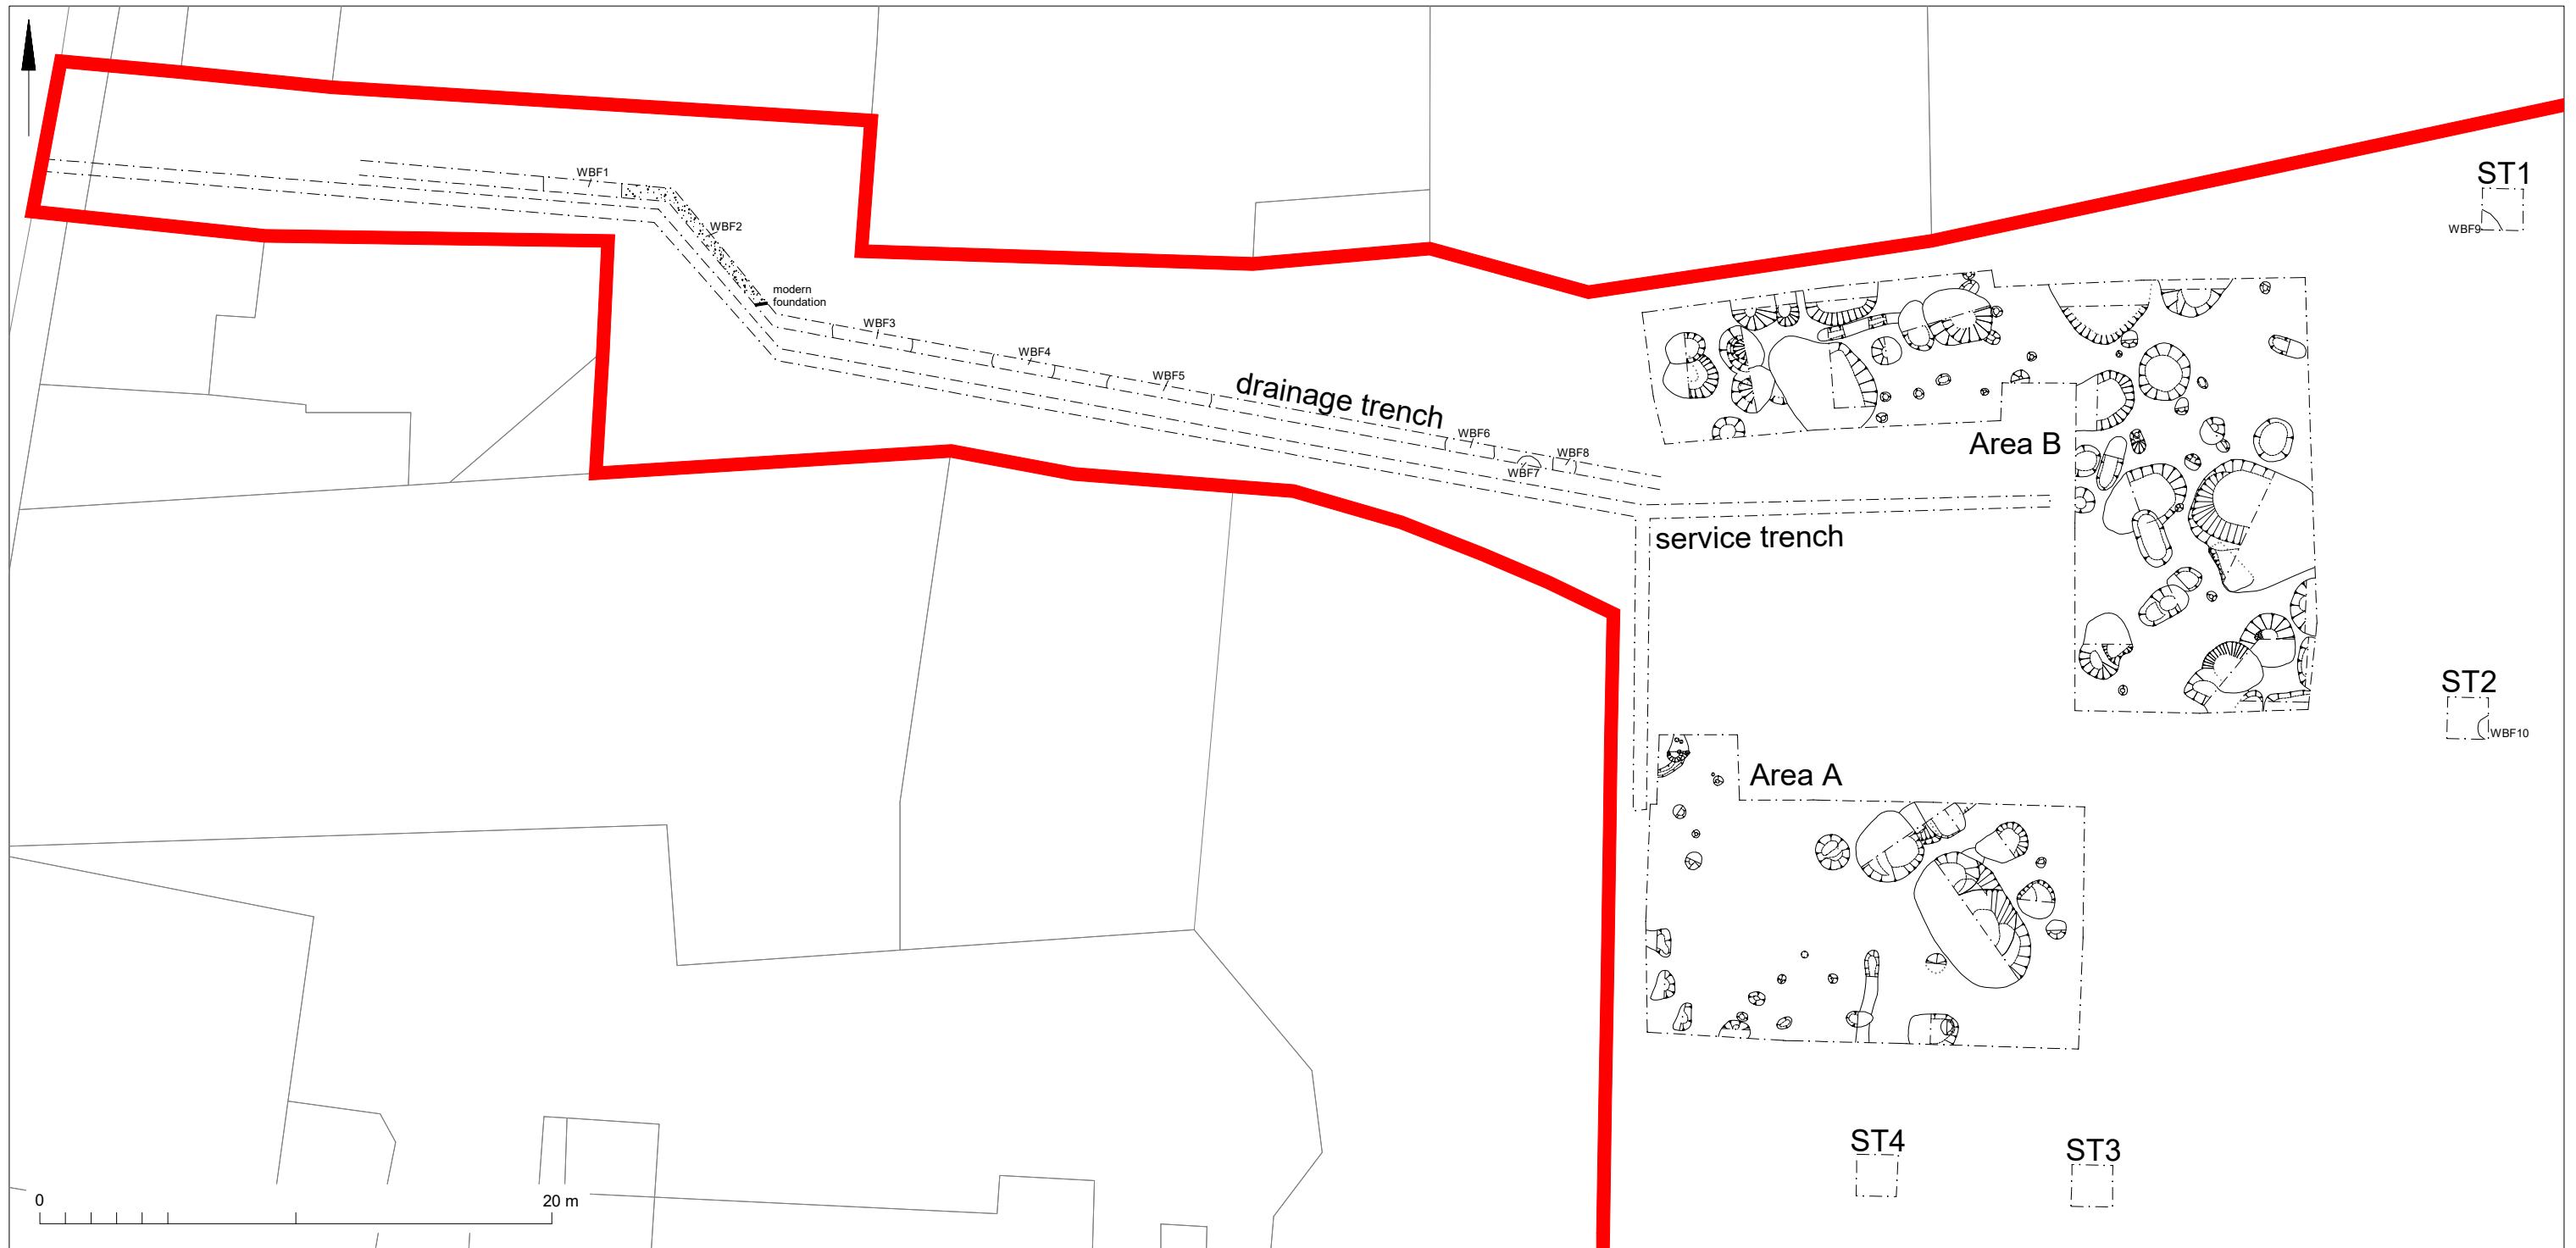 ST1
WBF1
WBF2
WBF9
modern
foundation
WBF3
WBF4
WBF5
drainage trench
WBF6
WBF8
WBF7
Area B
service trench
ST2
WBF10
Area A
ST4
ST3
0
20 m